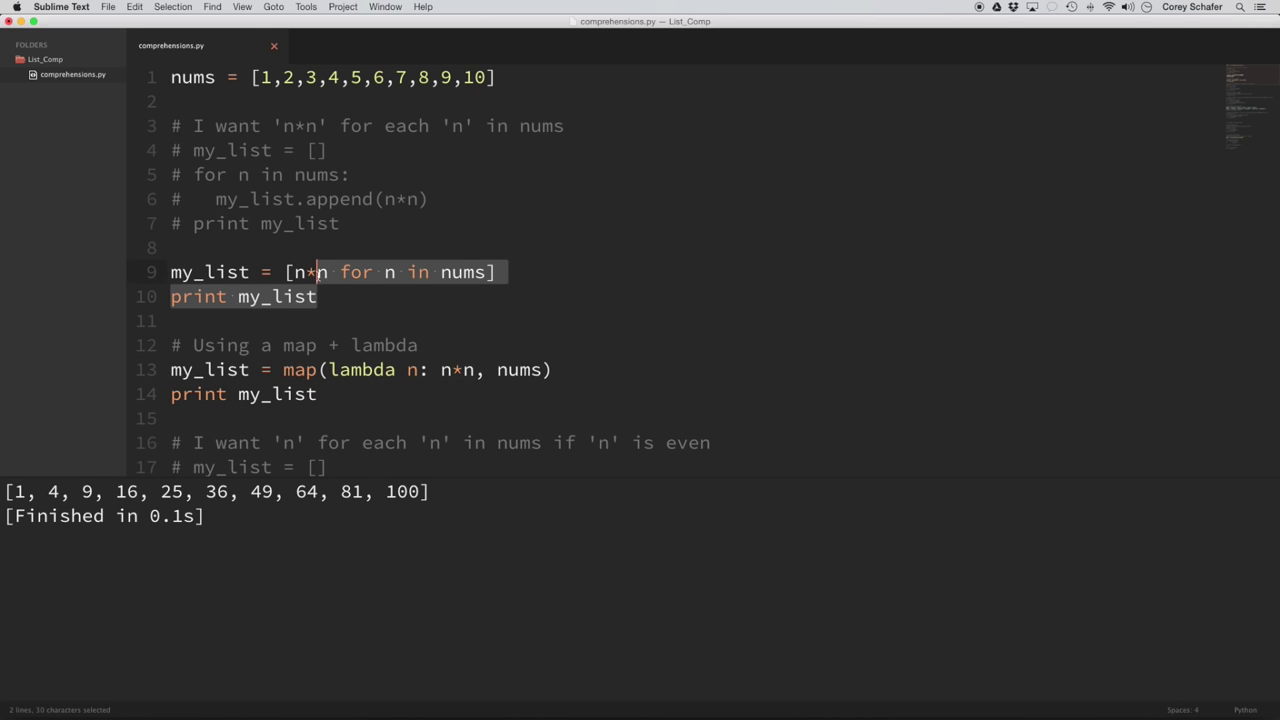 Sublime Text File Edit Selection Find View Goto Tools Project Window Help Corey Schafer
comprehensions.py — List_Comp
FOLDERS
List_Comp
comprehensions.py
comprehensions.py
1 nums = [1,2,3,4,5,6,7,8,9,10]
2
3 # I want 'n*n' for each 'n' in nums
4 # my_list = []
5 # for n in nums:
6 #   my_list.append(n*n)
7 # print my_list
8
9 my_list = [n*n for n in nums]
10 print my_list
11
12 # Using a map + lambda
13 my_list = map(lambda n: n*n, nums)
14 print my_list
15
16 # I want 'n' for each 'n' in nums if 'n' is even
17 # my_list = []
[1, 4, 9, 16, 25, 36, 49, 64, 81, 100]
[Finished in 0.1s]
2 lines, 30 characters selected Spaces: 4 Python